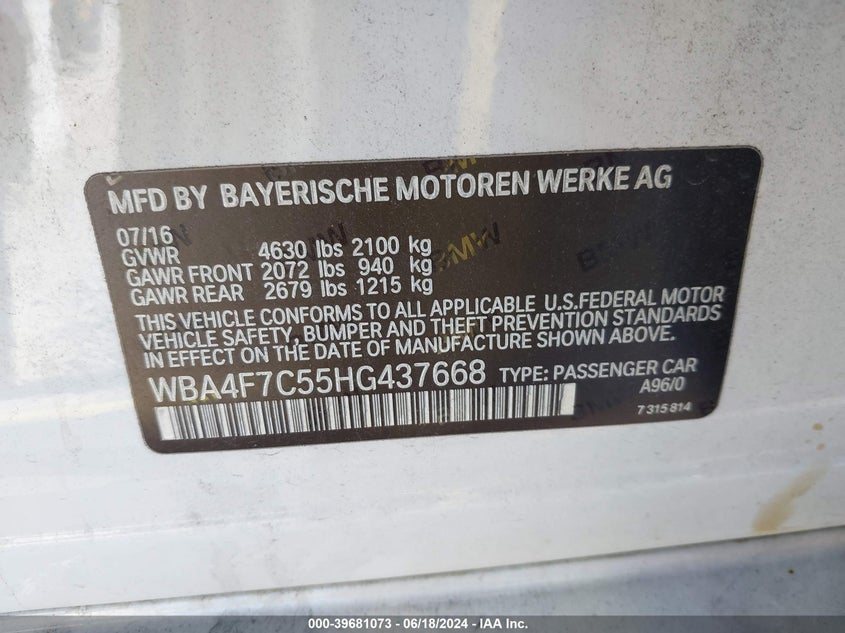 MFD BY BAYERISCHE MOTOREN WERKE AG
07/16
GVWR 4630 lbs 2100 kg
GAWR FRONT 2072 lbs 940 kg
GAWR REAR 2679 lbs 1215 kg
THIS VEHICLE CONFORMS TO ALL APPLICABLE U.S.FEDERAL MOTOR
VEHICLE SAFETY, BUMPER AND THEFT PREVENTION STANDARDS
IN EFFECT ON THE DATE OF MANUFACTURE SHOWN ABOVE.
WBA4F7C55HG437668 TYPE: PASSENGER CAR
A96/0
7315814
BMW
BMW
000-39681073 - 06/18/2024 - IAA Inc.